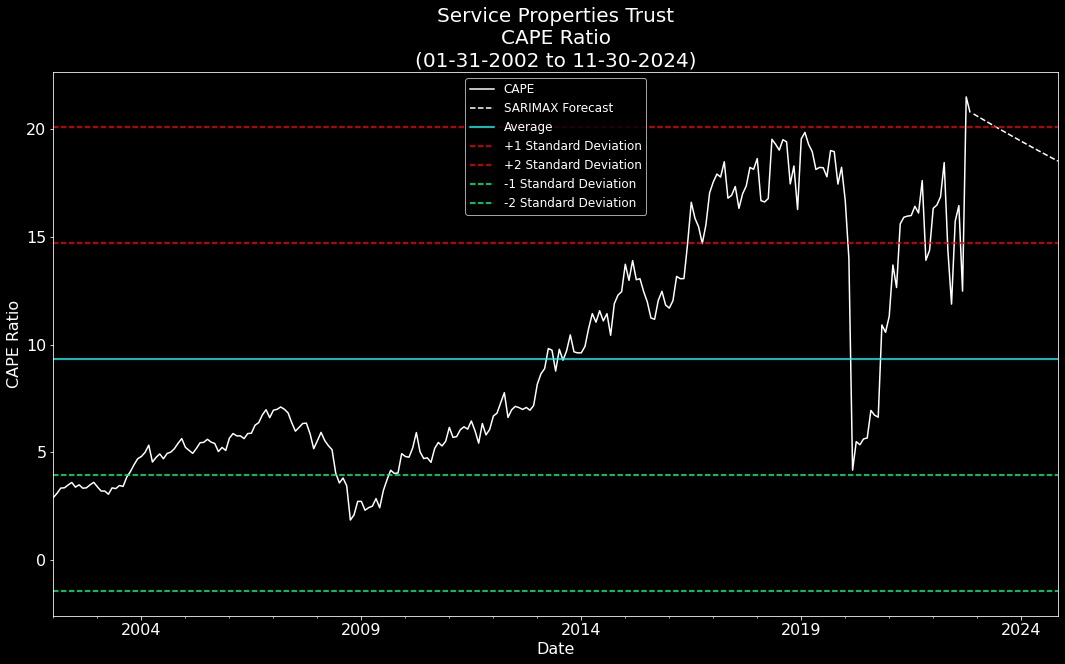 Service Properties Trust
CAPE Ratio
(01-31-2002 to 11-30-2024)
CAPE
SARIMAX Forecast
Average
+1 Standard Deviation
+2 Standard Deviation
-1 Standard Deviation
-2 Standard Deviation
CAPE Ratio
20
15
10
5
0
2004
2009
2014
2019
2024
Date